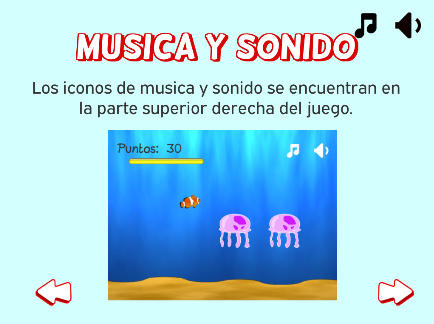 MUSICA Y SONIDO
Los iconos de musica y sonido se encuentran en
la parte superior derecha del juego.
Puntos: 30